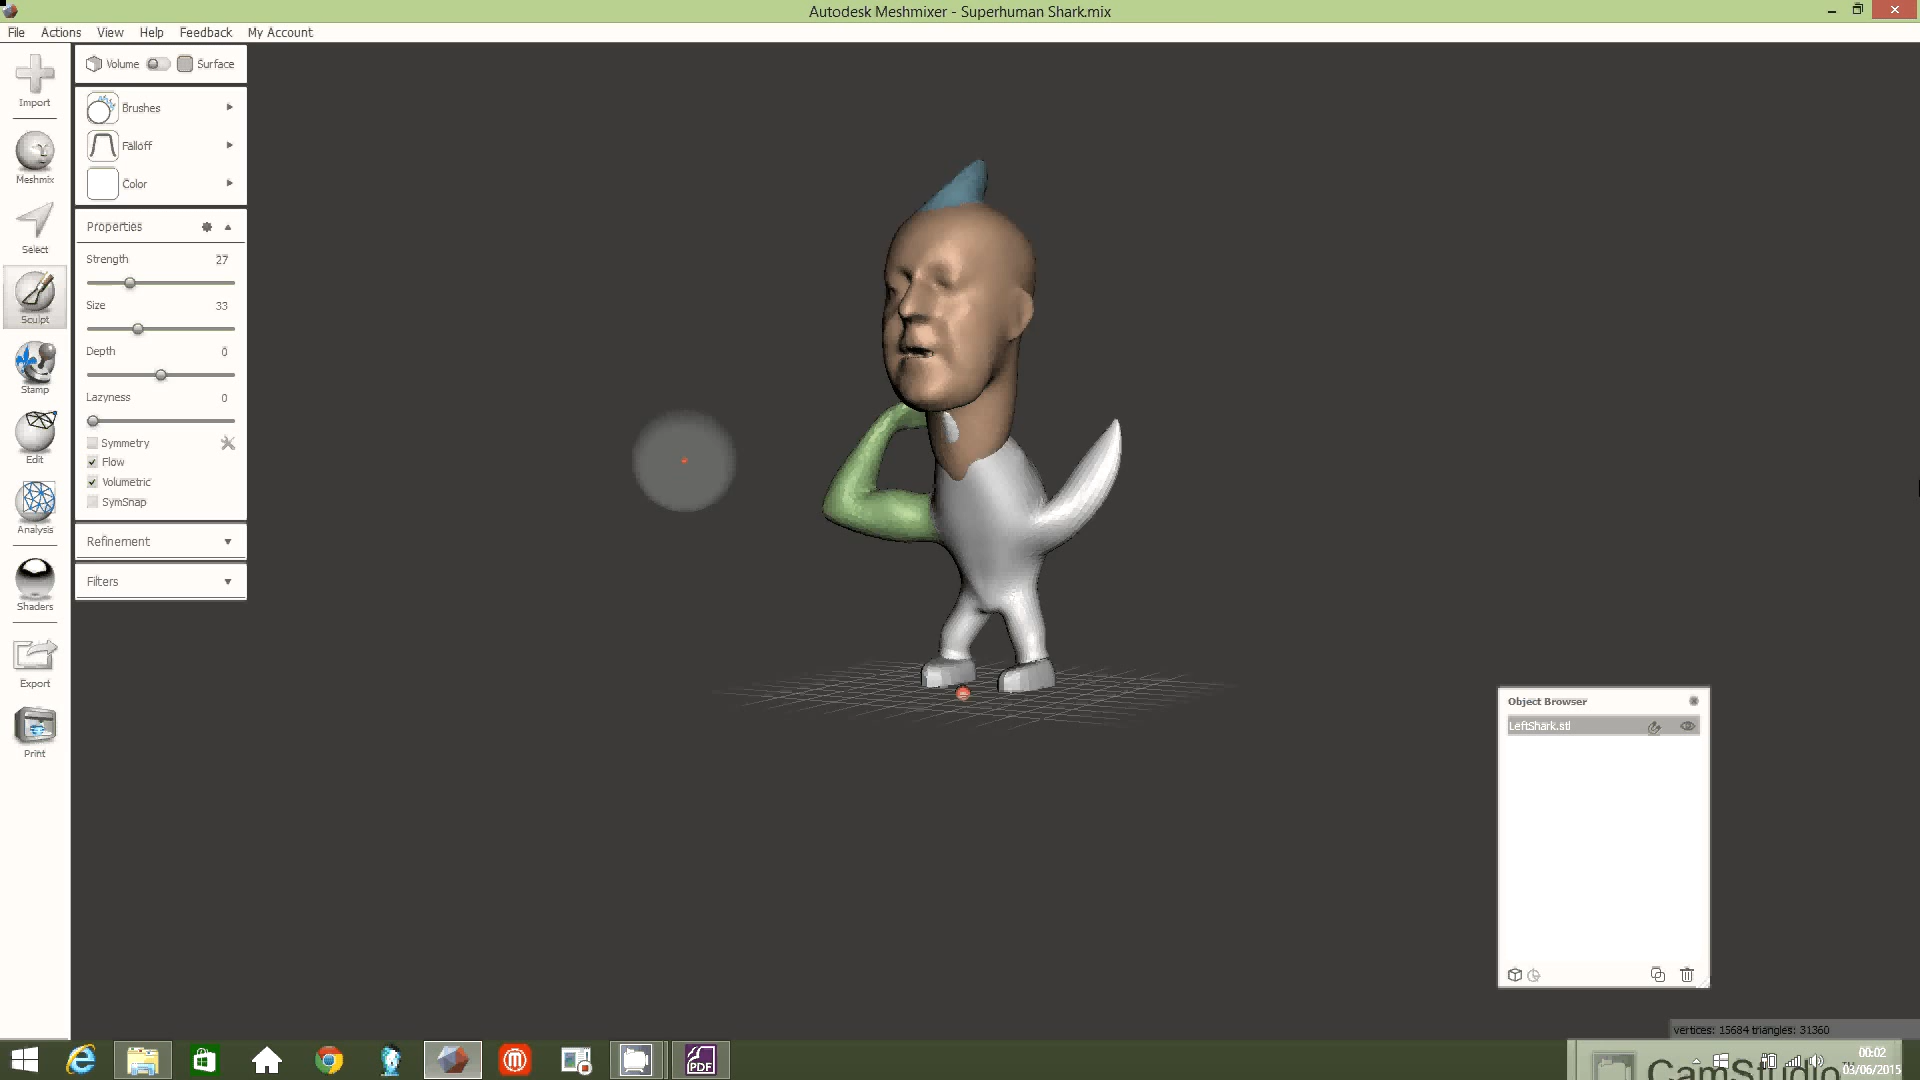 Autodesk Meshmixer - Superhuman Shark.mix
File Actions View Help Feedback My Account
Import
Meshmix
Select
Sculpt
Stamp
Edit
Analysis
Shaders
Export
Print
Volume Surface
Brushes
Falloff
Color
Properties
Strength 27
Size 33
Depth 0
Lazyness 0
Symmetry
Flow
Volumetric
SymSnap
Refinement
Filters
Object Browser
LeftShark.stl
vertices: 15684 triangles: 31360
PDF
CamStudio
00:02
03/06/2015